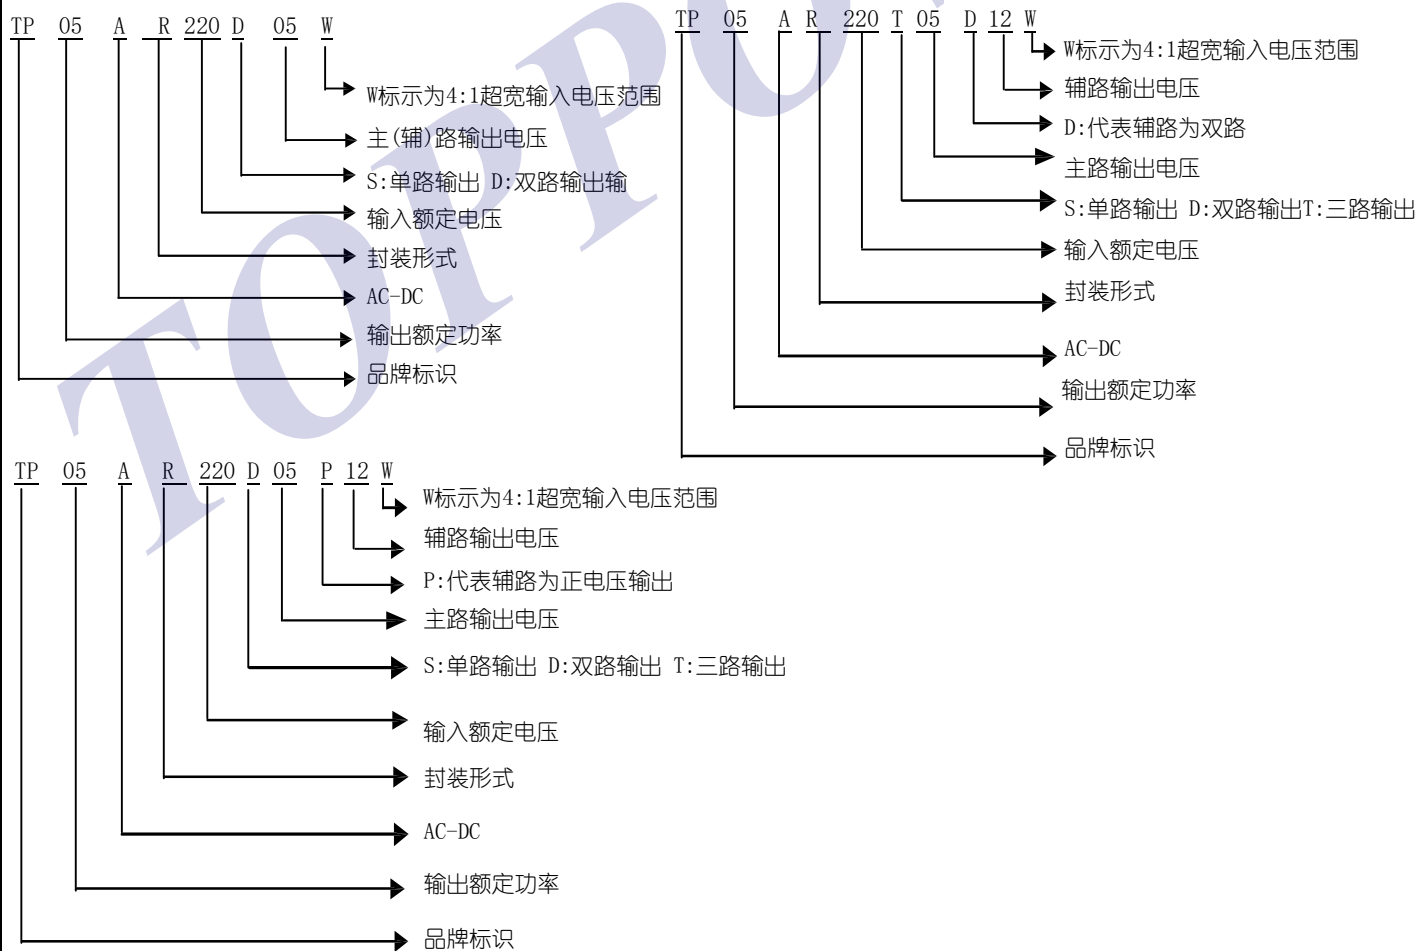 TP 05 A R 220 D 05 W
W标示为4:1超宽输入电压范围
主(辅)路输出电压
S:单路输出 D:双路输出输
输入额定电压
封装形式
AC-DC
输出额定功率
品牌标识
TP 05 A R 220 T 05 D 12 W
W标示为4:1超宽输入电压范围
辅路输出电压
D:代表辅路为双路
主路输出电压
S:单路输出 D:双路输出T:三路输出
输入额定电压
封装形式
AC-DC
输出额定功率
品牌标识
TP 05 A R 220 D 05 P 12 W
W标示为4:1超宽输入电压范围
辅路输出电压
P:代表辅路为正电压输出
主路输出电压
S:单路输出 D:双路输出 T:三路输出
输入额定电压
封装形式
AC-DC
输出额定功率
品牌标识
TOPPO